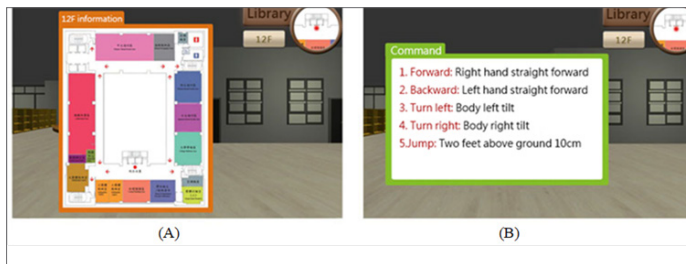 12F information
Library
12F
Library
12F
Command
1. Forward: Right hand straight forward
2. Backward: Left hand straight forward
3. Turn left: Body left tilt
4. Turn right: Body right tilt
5.Jump: Two feet above ground 10cm
(A)
(B)